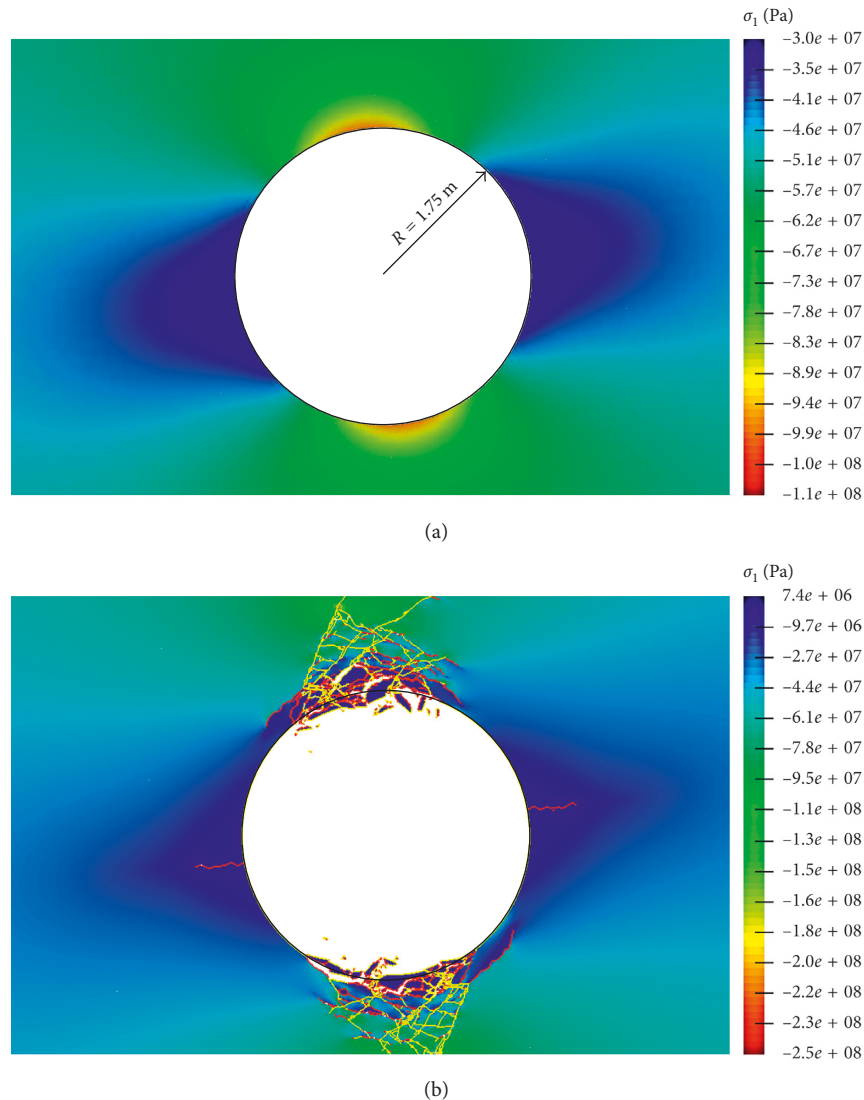 σ1 (Pa)
–3.0e + 07
–3.5e + 07
–4.1e + 07
–4.6e + 07
–5.1e + 07
–5.7e + 07
–6.2e + 07
–6.7e + 07
–7.3e + 07
–7.8e + 07
–8.3e + 07
–8.9e + 07
–9.4e + 07
–9.9e + 07
–1.0e + 08
–1.1e + 08
R = 1.75 m
(a)
σ1 (Pa)
7.4e + 06
–9.7e + 06
–2.7e + 07
–4.4e + 07
–6.1e + 07
–7.8e + 07
–9.5e + 07
–1.1e + 08
–1.3e + 08
–1.5e + 08
–1.6e + 08
–1.8e + 08
–2.0e + 08
–2.2e + 08
–2.3e + 08
–2.5e + 08
(b)